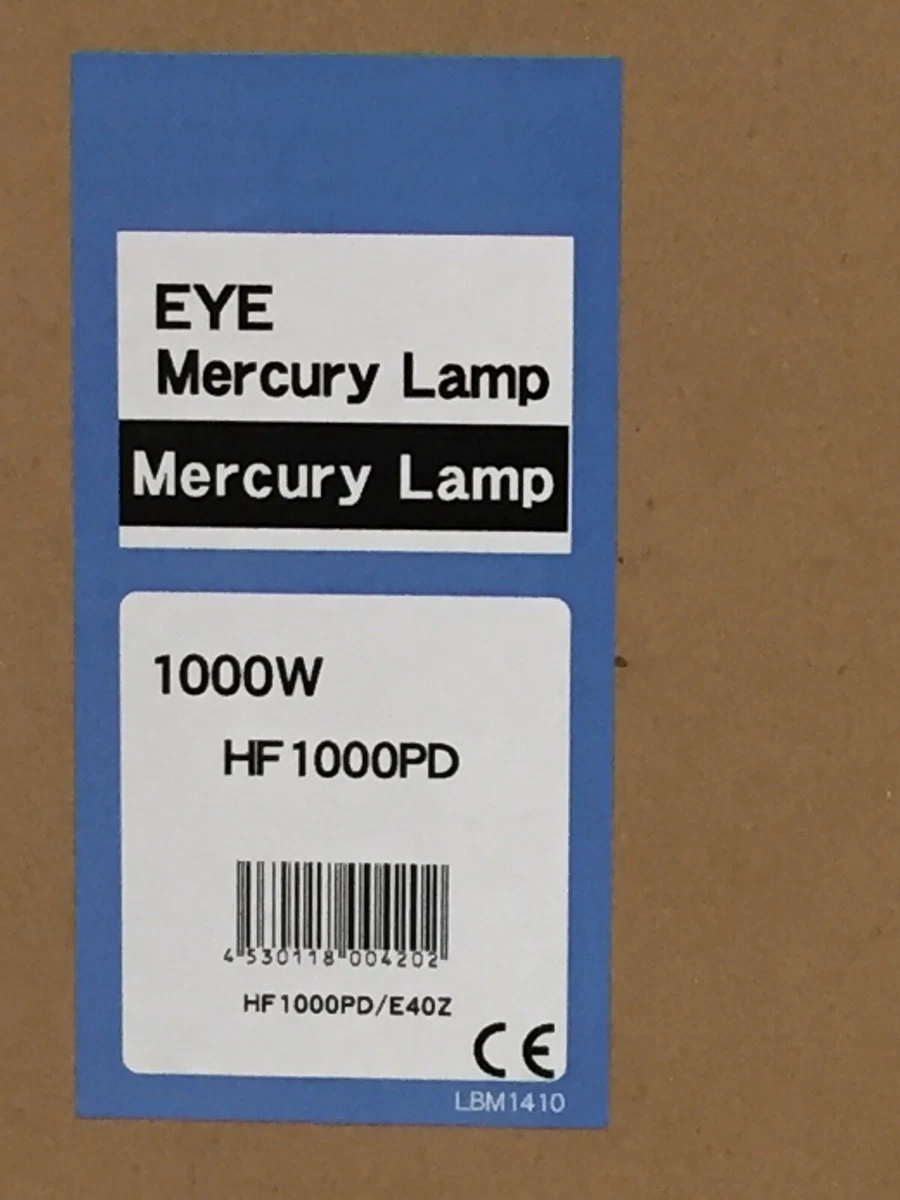 EYE
Mercury Lamp
Mercury Lamp
1000W
HF1000PD
4 530118 004202
HF1000PD/E40Z
CE
LBM1410